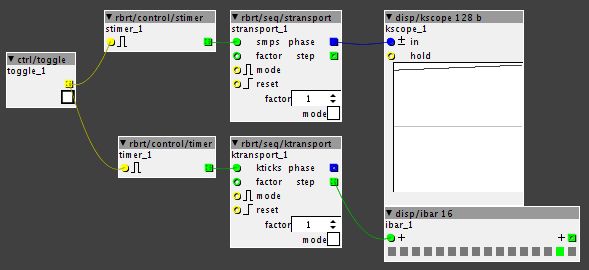 ctrl/toggle
toggle_1
rbrt/control/stimer
stimer_1
rbrt/seq/stransport
stransport_1
smps phase
factor step
mode
reset
factor 1
mode
disp/kscope 128 b
kscope_1
± in
hold
rbrt/control/timer
timer_1
rbrt/seq/ktransport
ktransport_1
kticks phase
factor step
mode
reset
factor 1
mode
disp/ibar 16
ibar_1
+ +